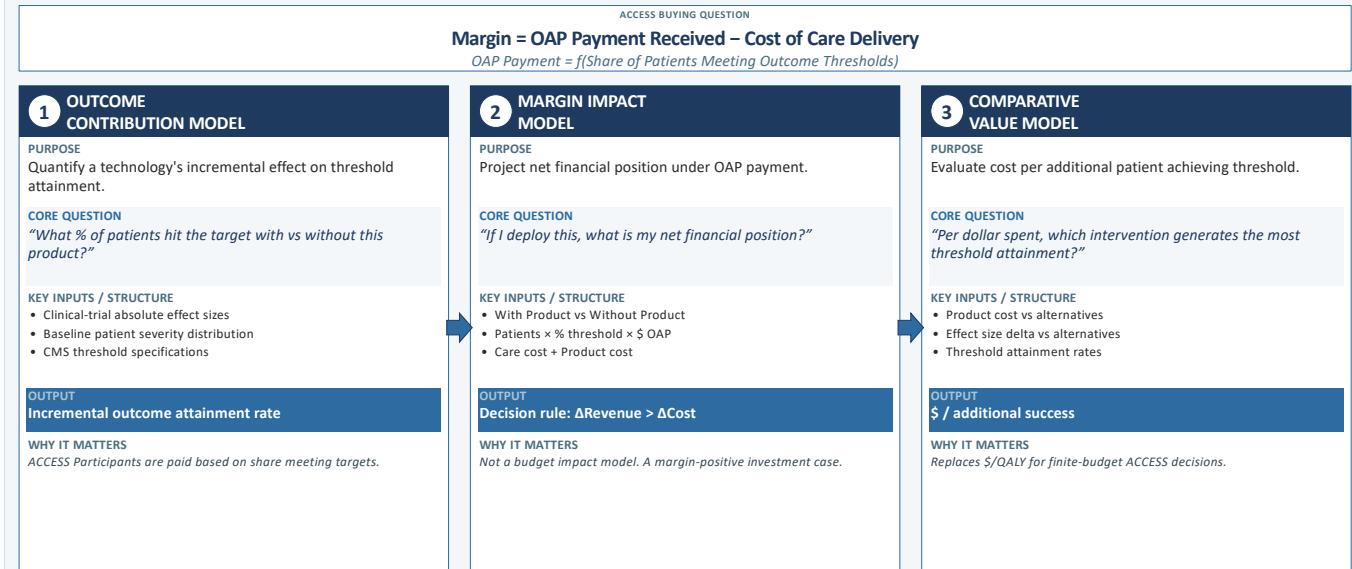 ACCESS BUYING QUESTION
Margin = OAP Payment Received – Cost of Care Delivery
OAP Payment = f(Share of Patients Meeting Outcome Thresholds)
1
OUTCOME
CONTRIBUTION MODEL
PURPOSE
Quantify a technology's incremental effect on threshold
attainment.
CORE QUESTION
“What % of patients hit the target with vs without this
product?”
KEY INPUTS / STRUCTURE
• Clinical-trial absolute effect sizes
• Baseline patient severity distribution
• CMS threshold specifications
OUTPUT
Incremental outcome attainment rate
WHY IT MATTERS
ACCESS Participants are paid based on share meeting targets.
2
MARGIN IMPACT
MODEL
PURPOSE
Project net financial position under OAP payment.
CORE QUESTION
“If I deploy this, what is my net financial position?”
KEY INPUTS / STRUCTURE
• With Product vs Without Product
• Patients × % threshold × $ OAP
• Care cost + Product cost
OUTPUT
Decision rule: ΔRevenue > ΔCost
WHY IT MATTERS
Not a budget impact model. A margin-positive investment case.
3
COMPARATIVE
VALUE MODEL
PURPOSE
Evaluate cost per additional patient achieving threshold.
CORE QUESTION
“Per dollar spent, which intervention generates the most
threshold attainment?”
KEY INPUTS / STRUCTURE
• Product cost vs alternatives
• Effect size delta vs alternatives
• Threshold attainment rates
OUTPUT
$ / additional success
WHY IT MATTERS
Replaces $/QALY for finite-budget ACCESS decisions.